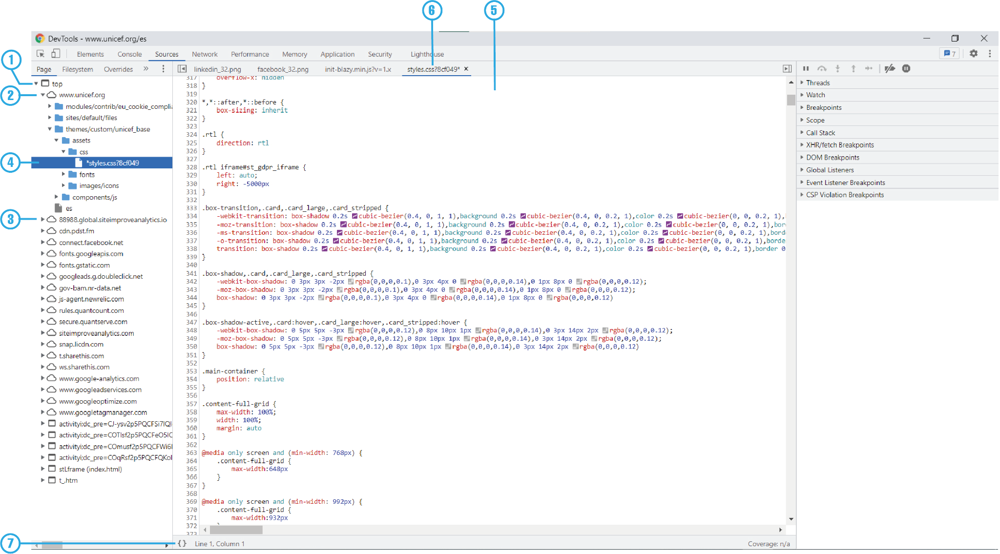 6 5
DevTools - www.unicef.org/es
Elements Console Sources Network Performance Memory Application Security Lighthouse 7
1
Page Filesystem Overrides » linkedin_32.png facebook_32.png init-blazy.min.js?v=1.x styles.css?8cf049* ×
top
2
www.unicef.org
modules/contrib/eu_cookie_complia
sites/default/files
themes/custom/unicef_base
assets
css
4
*styles.css?8cf049
fonts
images/icons
components/js
es
3
88988.global.siteimproveanalytics.io
cdn.pdst.fm
connect.facebook.net
fonts.googleapis.com
fonts.gstatic.com
googleads.g.doubleclick.net
gov-bam.nr-data.net
js-agent.newrelic.com
rules.quantcount.com
secure.quantserve.com
siteimproveanalytics.com
snap.licdn.com
t.sharethis.com
ws.sharethis.com
www.google-analytics.com
www.googleadservices.com
www.googleoptimize.com
www.googletagmanager.com
activityi;dc_pre=CJ-ysv2p5PQCFSi7IQI
activityi;dc_pre=COTlsf2p5PQCFeO5IC
activityi;dc_pre=COmusf2p5PQCFWi6I
activityi;dc_pre=COqRsf2p5PQCFQKol
stLframe (index.html)
t_.htm
317 overflow-x: hidden
318 }
319
320 *,*::after,*::before {
321 box-sizing: inherit
322 }
323
324 .rtl {
325 direction: rtl
326 }
327
328 .rtl iframe#st_gdpr_iframe {
329 left: auto;
330 right: -5000px
331 }
332
333 .box-transition,.card,.card_large,.card_stripped {
334 -webkit-transition: box-shadow 0.2s cubic-bezier(0.4, 0, 1, 1),background 0.2s cubic-bezier(0.4, 0, 0.2, 1),color 0.2s cubic-bezier(0, 0, 0.2, 1),
335 -moz-transition: box-shadow 0.2s cubic-bezier(0.4, 0, 1, 1),background 0.2s cubic-bezier(0.4, 0, 0.2, 1),color 0.2s cubic-bezier(0, 0, 0.2, 1),bor
336 -ms-transition: box-shadow 0.2s cubic-bezier(0.4, 0, 1, 1),background 0.2s cubic-bezier(0.4, 0, 0.2, 1),color 0.2s cubic-bezier(0, 0, 0.2, 1),bord
337 -o-transition: box-shadow 0.2s cubic-bezier(0.4, 0, 1, 1),background 0.2s cubic-bezier(0.4, 0, 0.2, 1),color 0.2s cubic-bezier(0, 0, 0.2, 1),borde
338 transition: box-shadow 0.2s cubic-bezier(0.4, 0, 1, 1),background 0.2s cubic-bezier(0.4, 0, 0.2, 1),color 0.2s cubic-bezier(0, 0, 0.2, 1),border 0
339 }
340
341 .box-shadow,.card,.card_large,.card_stripped {
342 -webkit-box-shadow: 0 3px 3px -2px rgba(0,0,0,0.1),0 3px 4px 0 rgba(0,0,0,0.14),0 1px 8px 0 rgba(0,0,0,0.12);
343 -moz-box-shadow: 0 3px 3px -2px rgba(0,0,0,0.1),0 3px 4px 0 rgba(0,0,0,0.14),0 1px 8px 0 rgba(0,0,0,0.12);
344 box-shadow: 0 3px 3px -2px rgba(0,0,0,0.1),0 3px 4px 0 rgba(0,0,0,0.14),0 1px 8px 0 rgba(0,0,0,0.12)
345 }
346
347 .box-shadow-active,.card:hover,.card_large:hover,.card_stripped:hover {
348 -webkit-box-shadow: 0 5px 5px -3px rgba(0,0,0,0.12),0 8px 10px 1px rgba(0,0,0,0.14),0 3px 14px 2px rgba(0,0,0,0.12);
349 -moz-box-shadow: 0 5px 5px -3px rgba(0,0,0,0.12),0 8px 10px 1px rgba(0,0,0,0.14),0 3px 14px 2px rgba(0,0,0,0.12);
350 box-shadow: 0 5px 5px -3px rgba(0,0,0,0.12),0 8px 10px 1px rgba(0,0,0,0.14),0 3px 14px 2px rgba(0,0,0,0.12)
351 }
352
353 .main-container {
354 position: relative
355 }
356
357 .content-full-grid {
358 max-width: 100%;
359 width: 100%;
360 margin: auto
361 }
362
363 @media only screen and (min-width: 768px) {
364 .content-full-grid {
365 max-width:648px
366 }
367 }
368
369 @media only screen and (min-width: 992px) {
370 .content-full-grid {
371 max-width:932px
372 }
373
Threads
Watch
Breakpoints
Scope
Call Stack
XHR/fetch Breakpoints
DOM Breakpoints
Global Listeners
Event Listener Breakpoints
CSP Violation Breakpoints
7
{} Line 1, Column 1 Coverage: n/a